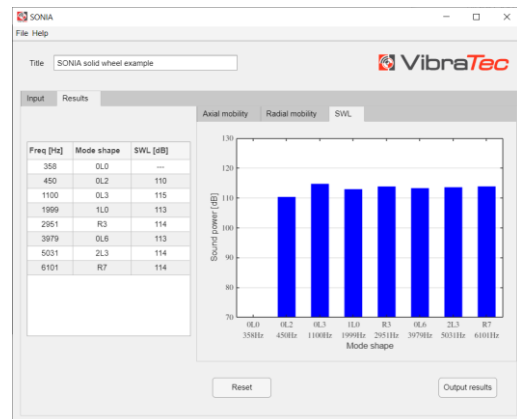 SONIA
File Help
Title SONIA solid wheel example
VibraTec
Input Results
Axial mobility Radial mobility SWL
Freq [Hz] Mode shape SWL [dB]
358 0L0 ---
450 0L2 110
1100 0L3 115
1999 1L0 113
2951 R3 114
3979 0L6 113
5031 2L3 114
6101 R7 114
Sound power [dB]
130
120
110
100
90
80
70
0L0 0L2 0L3 1L0 R3 0L6 2L3 R7
358Hz 450Hz 1100Hz 1999Hz 2951Hz 3979Hz 5031Hz 6101Hz
Mode shape
Reset Output results